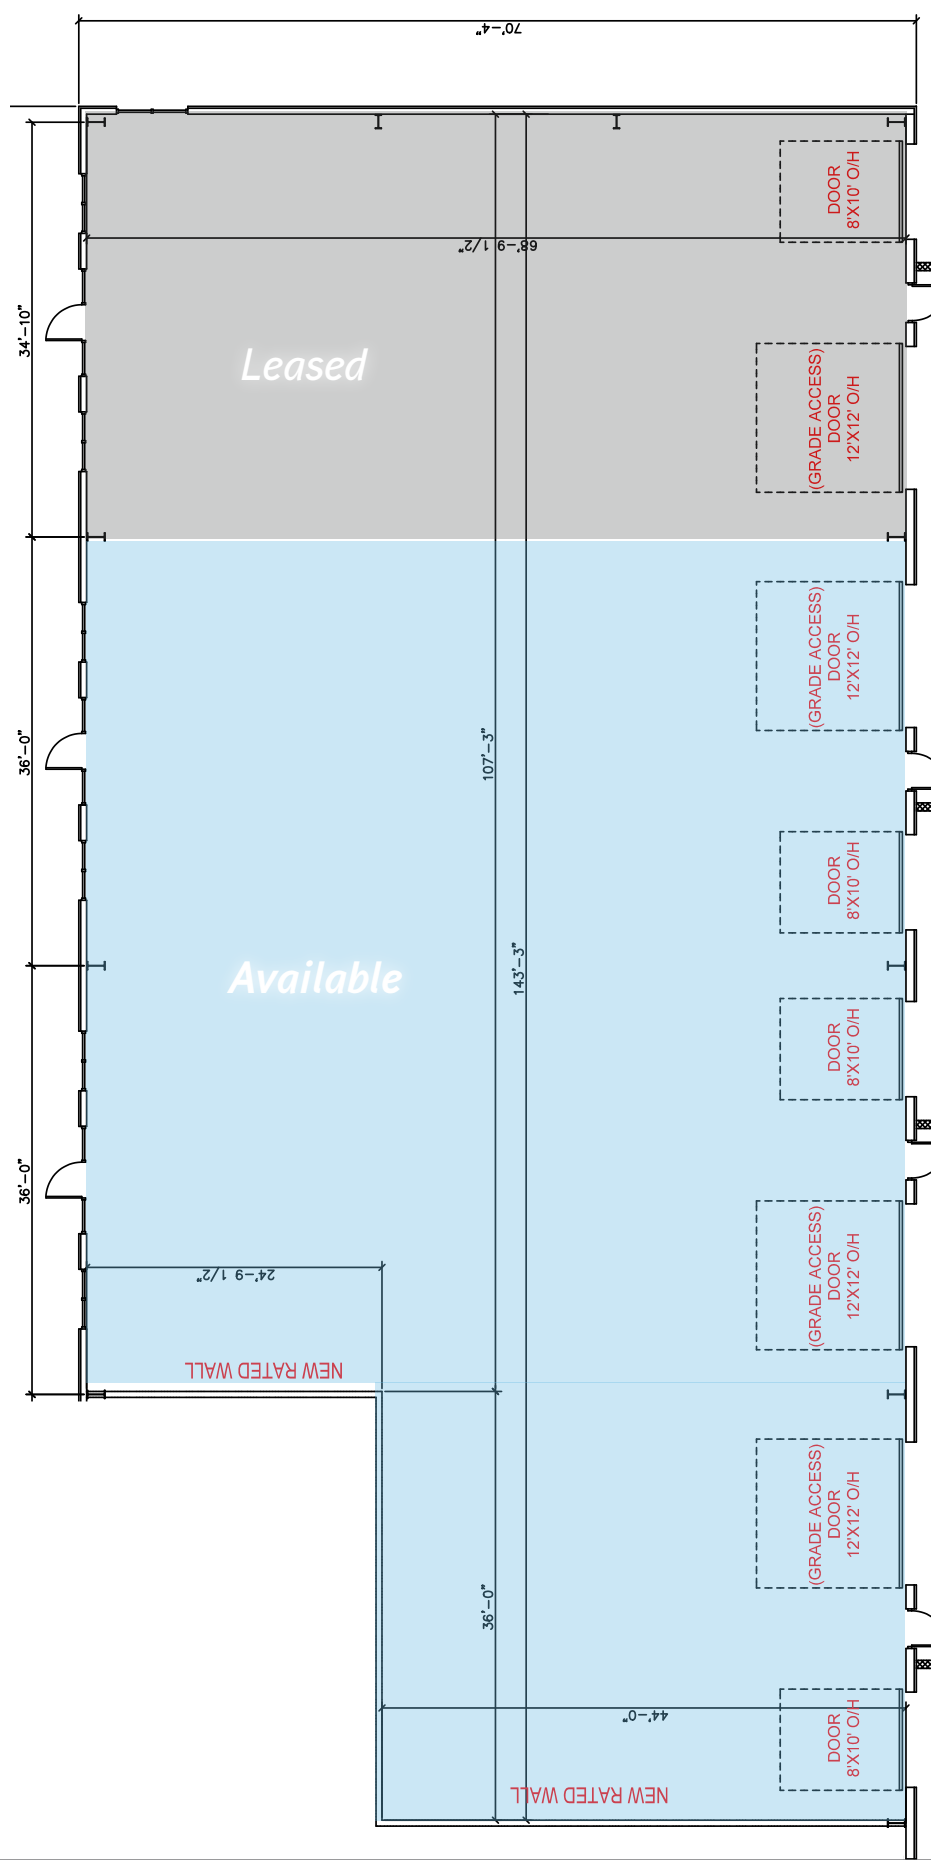 70'-4"
DOOR
8'X10' O/H
68'-9 1/2"
34'-10"
Leased
(GRADE ACCESS)
DOOR
12'X12' O/H
(GRADE ACCESS)
DOOR
12'X12' O/H
36'-0"
107'-3"
DOOR
8'X10' O/H
143'-3"
Available
DOOR
8'X10' O/H
36'-0"
(GRADE ACCESS)
DOOR
12'X12' O/H
24'-9 1/2"
NEW RATED WALL
(GRADE ACCESS)
DOOR
12'X12' O/H
36'-0"
44'-0"
DOOR
8'X10' O/H
NEW RATED WALL